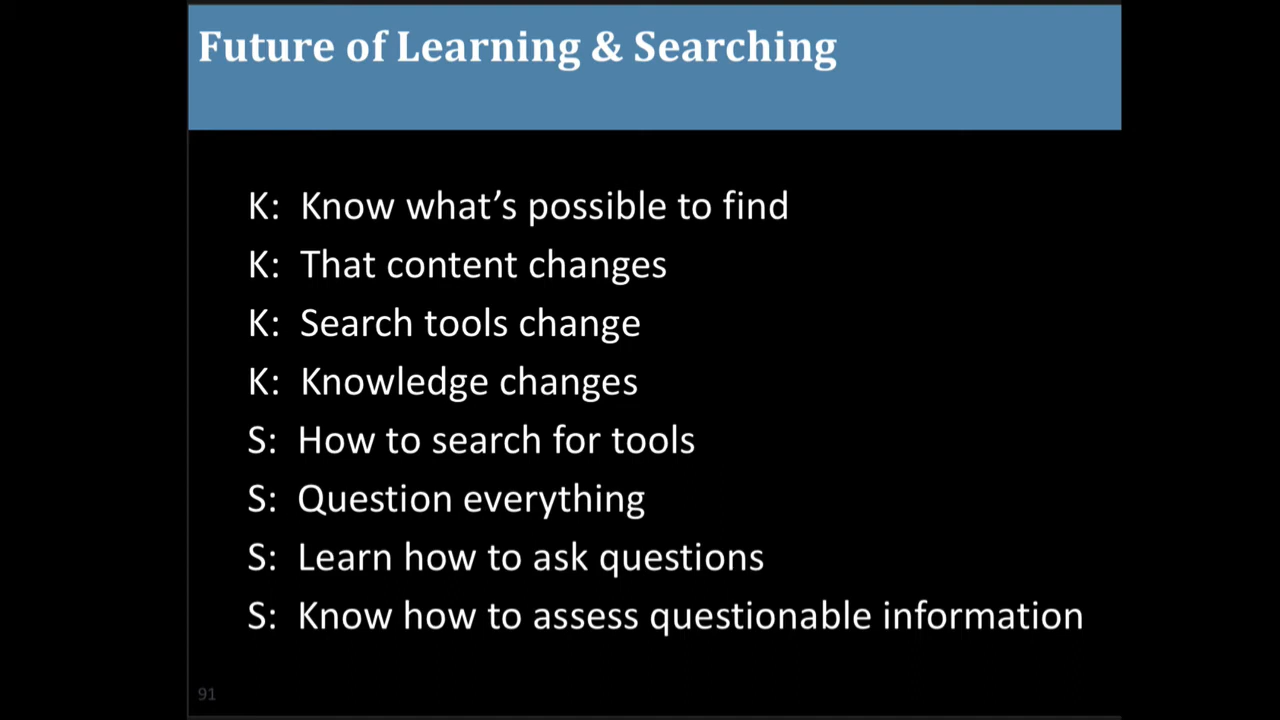 Future of Learning & Searching
K: Know what’s possible to find
K: That content changes
K: Search tools change
K: Knowledge changes
S: How to search for tools
S: Question everything
S: Learn how to ask questions
S: Know how to assess questionable information
91